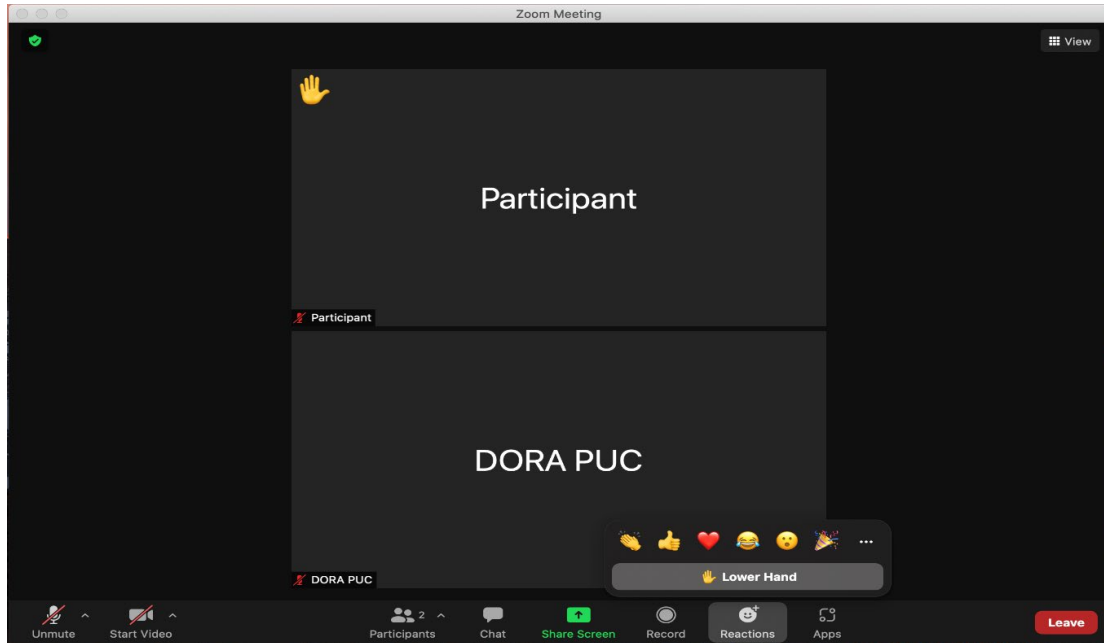 Zoom Meeting
View
Participant
Participant
DORA PUC
DORA PUC
Lower Hand
Unmute
Start Video
2
Participants
Chat
Share Screen
Record
Reactions
Apps
Leave